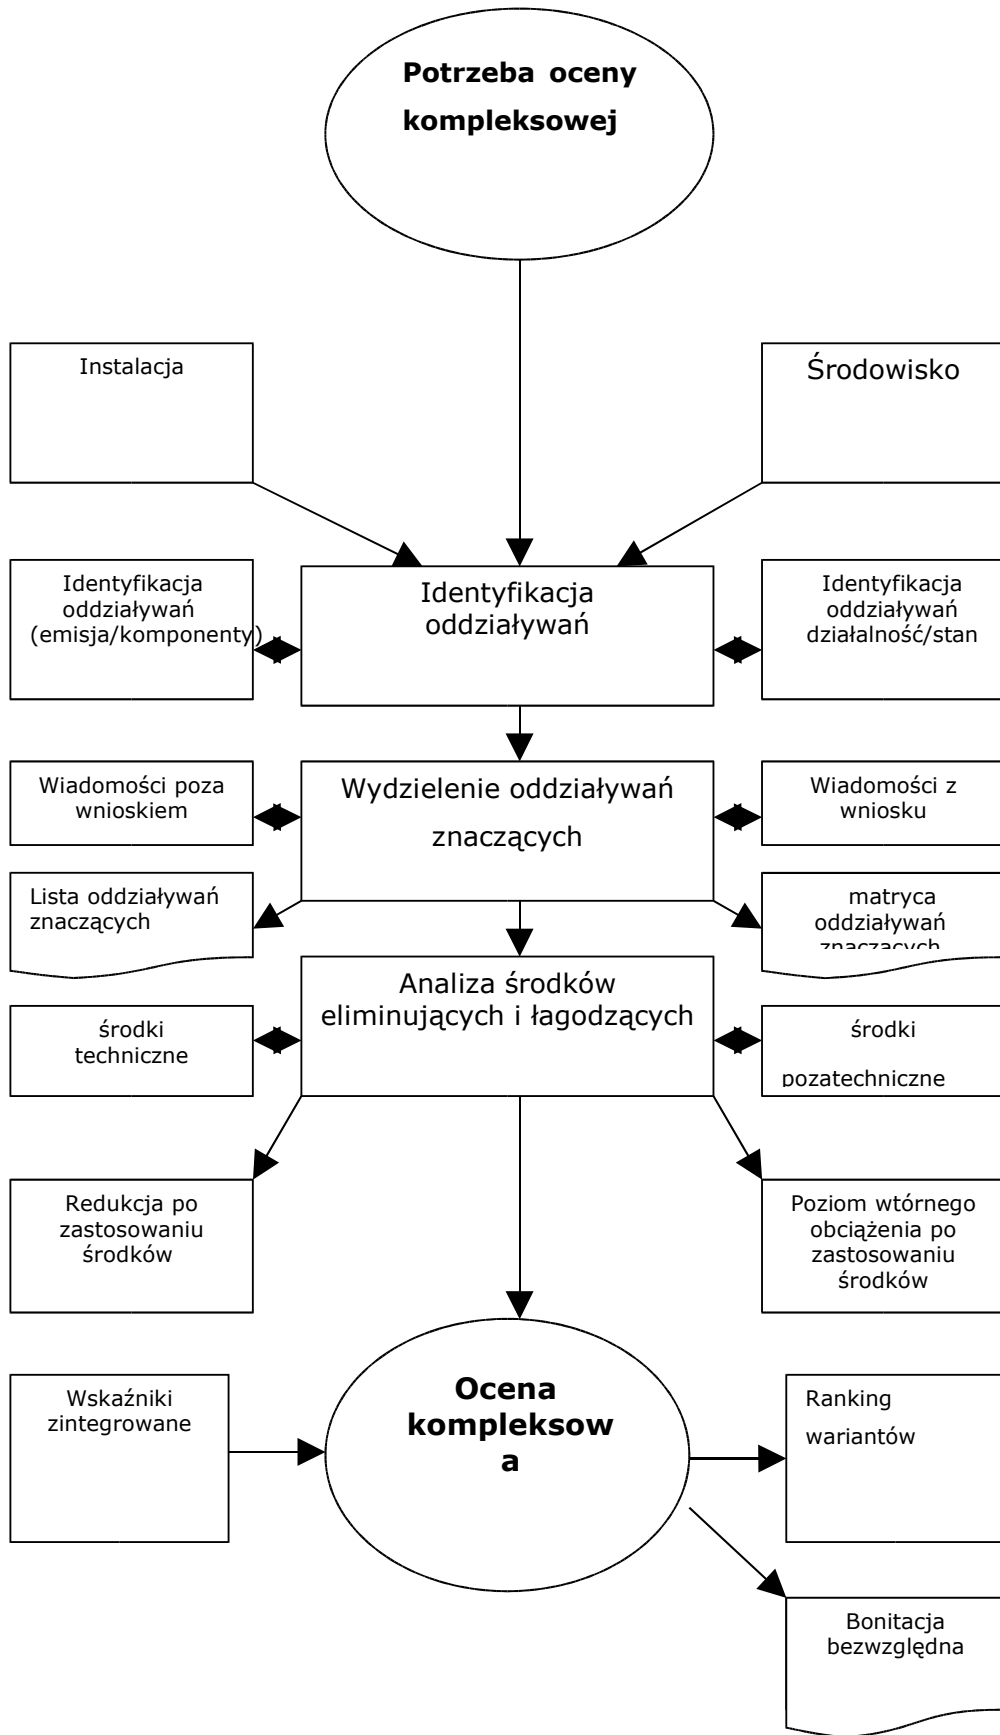 Potrzeba oceny
kompleksowej
Instalacja
Środowisko
Identyfikacja
oddziaływań
(emisja/komponenty)
Identyfikacja
oddziaływań
Identyfikacja
oddziaływań
działalność/stan
Wiadomości poza
wnioskiem
Wydzielenie oddziaływań
znaczących
Wiadomości z
wniosku
Lista oddziaływań
znaczących
matryca
oddziaływań
znaczących
Analiza środków
eliminujących i łagodzących
środki
techniczne
środki
pozatechniczne
Redukcja po
zastosowaniu
środków
Poziom wtórnego
obciążenia po
zastosowaniu
środków
Wskaźniki
zintegrowane
Ocena
kompleksow
a
Ranking
wariantów
Bonitacja
bezwzględna